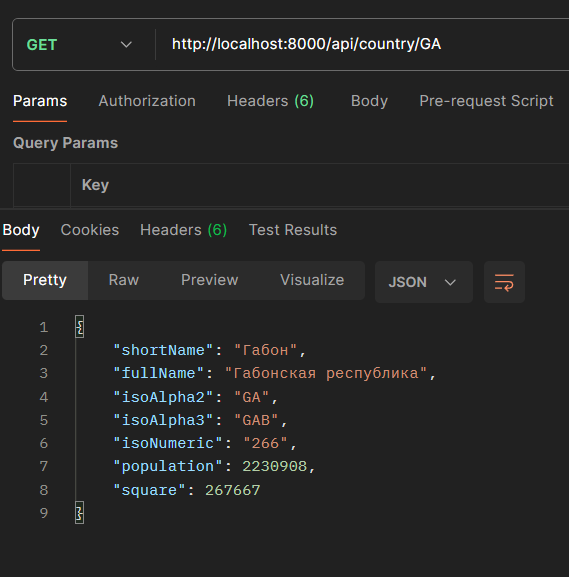 GET http://localhost:8000/api/country/GA
Params Authorization Headers (6) Body Pre-request Script
Query Params
Key
Body Cookies Headers (6) Test Results
Pretty Raw Preview Visualize JSON
1 {
2 "shortName": "Габон",
3 "fullName": "Габонская республика",
4 "isoAlpha2": "GA",
5 "isoAlpha3": "GAB",
6 "isoNumeric": "266",
7 "population": 2230908,
8 "square": 267667
9 }